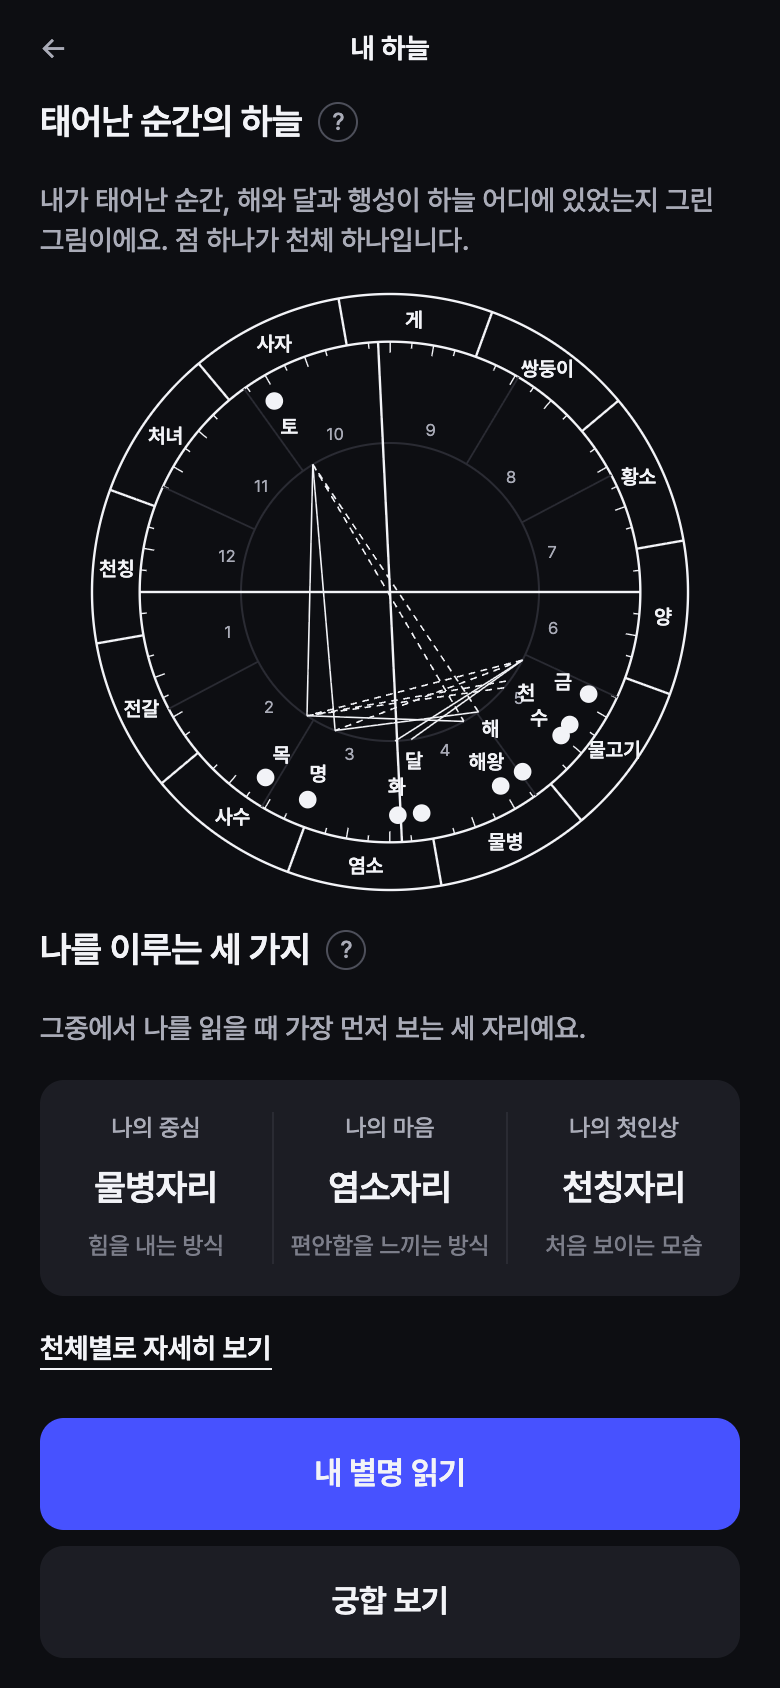 내 하늘
태어난 순간의 하늘 ?
내가 태어난 순간, 해와 달과 행성이 하늘 어디에 있었는지 그린
그림이에요. 점 하나가 천체 하나입니다.
게
사자
쌍둥이
처녀
황소
천칭
양
전갈
물고기
사수
물병
염소
토
10
9
11
8
12
7
1
6
2
5
3
4
천
금
수
해
해왕
달
화
목
명
나를 이루는 세 가지 ?
그중에서 나를 읽을 때 가장 먼저 보는 세 자리예요.
나의 중심
물병자리
힘을 내는 방식
나의 마음
염소자리
편안함을 느끼는 방식
나의 첫인상
천칭자리
처음 보이는 모습
천체별로 자세히 보기
내 별명 읽기
궁합 보기